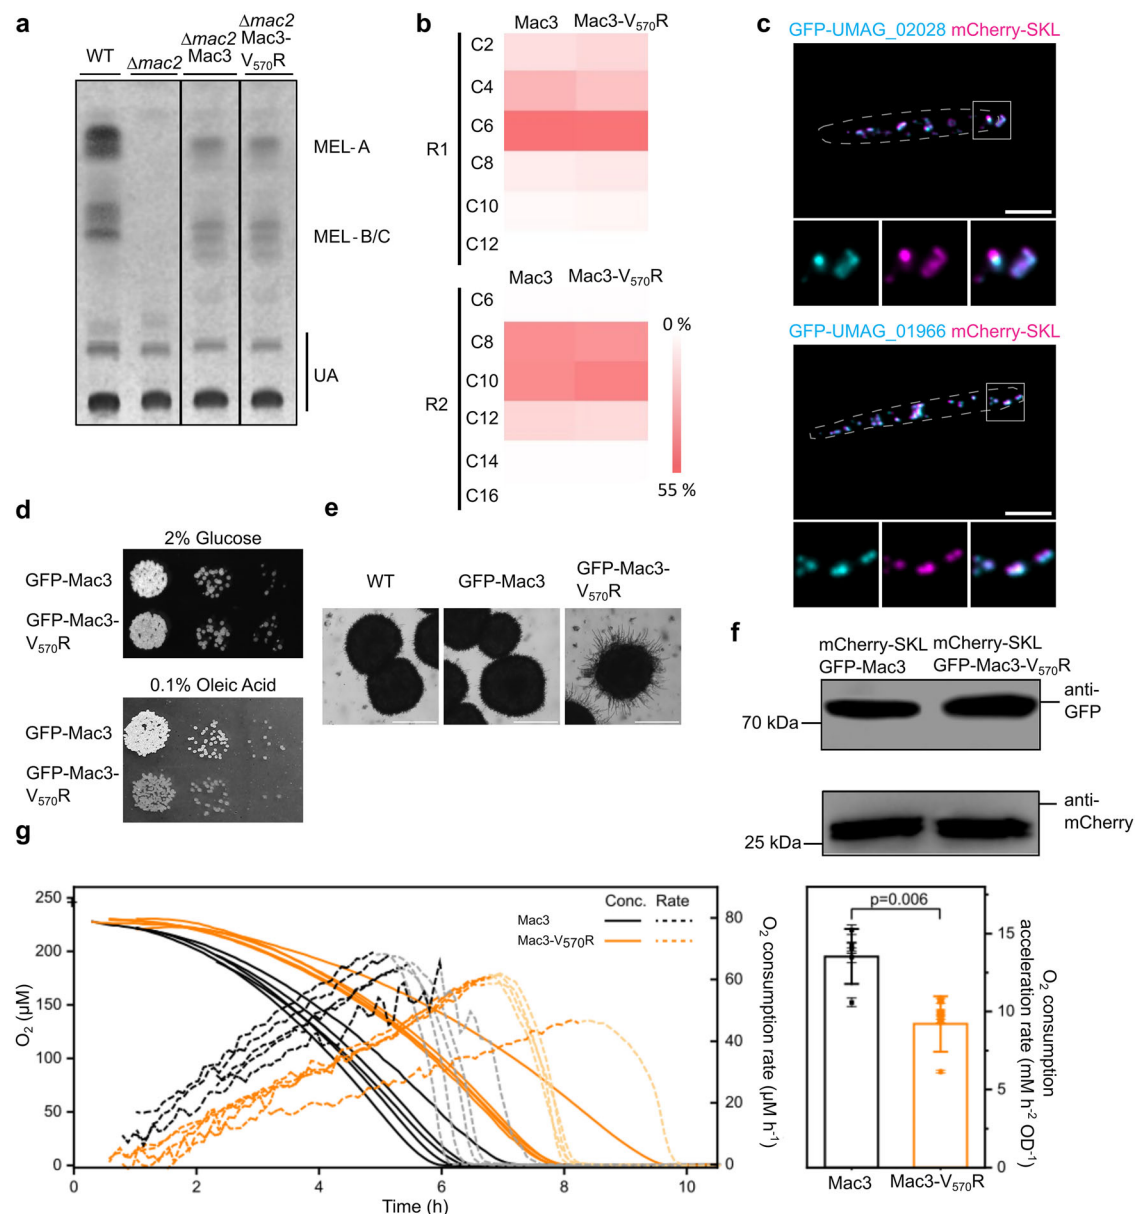 a
WT
Δmac2
Δmac2
Mac3
Δmac2
Mac3-
V570R
MEL-A
MEL-B/C
UA
b
Mac3
Mac3-V570R
R1
C2
C4
C6
C8
C10
C12
Mac3
Mac3-V570R
R2
C6
C8
C10
C12
C14
C16
0 %
55 %
c
GFP-UMAG_02028 mCherry-SKL
GFP-UMAG_01966 mCherry-SKL
d
2% Glucose
GFP-Mac3
GFP-Mac3-
V570R
0.1% Oleic Acid
GFP-Mac3
GFP-Mac3-
V570R
e
WT
GFP-Mac3
GFP-Mac3-
V570R
f
mCherry-SKL
GFP-Mac3
mCherry-SKL
GFP-Mac3-V570R
70 kDa
anti-
GFP
25 kDa
anti-
mCherry
g
O2 (µM)
250
200
150
100
50
0
0 2 4 6 8 10
Time (h)
Conc. Rate
Mac3
Mac3-V570R
80
60
40
20
0
O2 consumption rate (µM h-1)
p=0.006
15
10
5
0
O2 consumption
acceleration rate (mM h-2 OD-1)
Mac3
Mac3-V570R